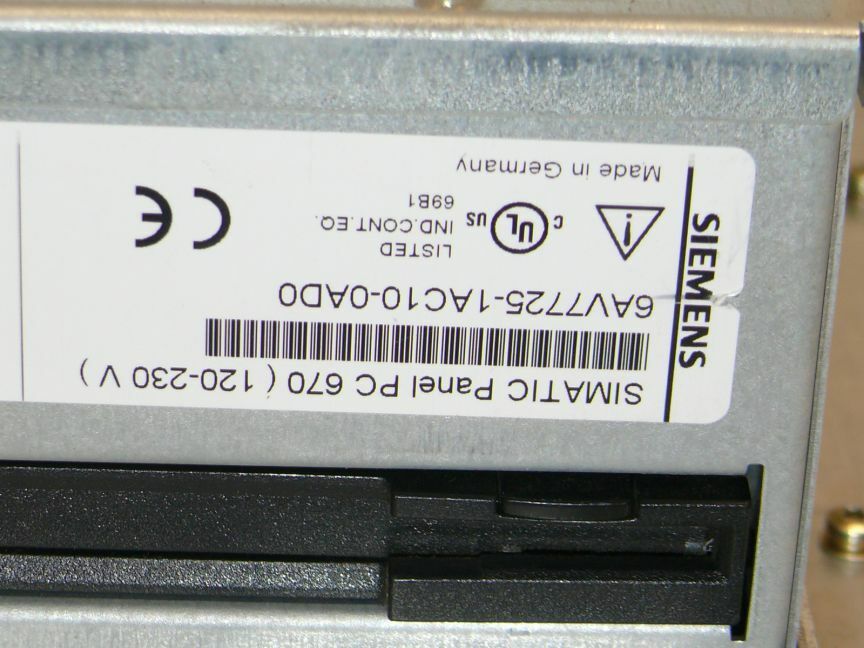 SIEMENS
SIMATIC Panel PC 670 ( 120-230 V )
6AV7725-1AC10-0AD0
C UL US
LISTED
IND.CONT.EQ.
69B1
CE
Made in Germany